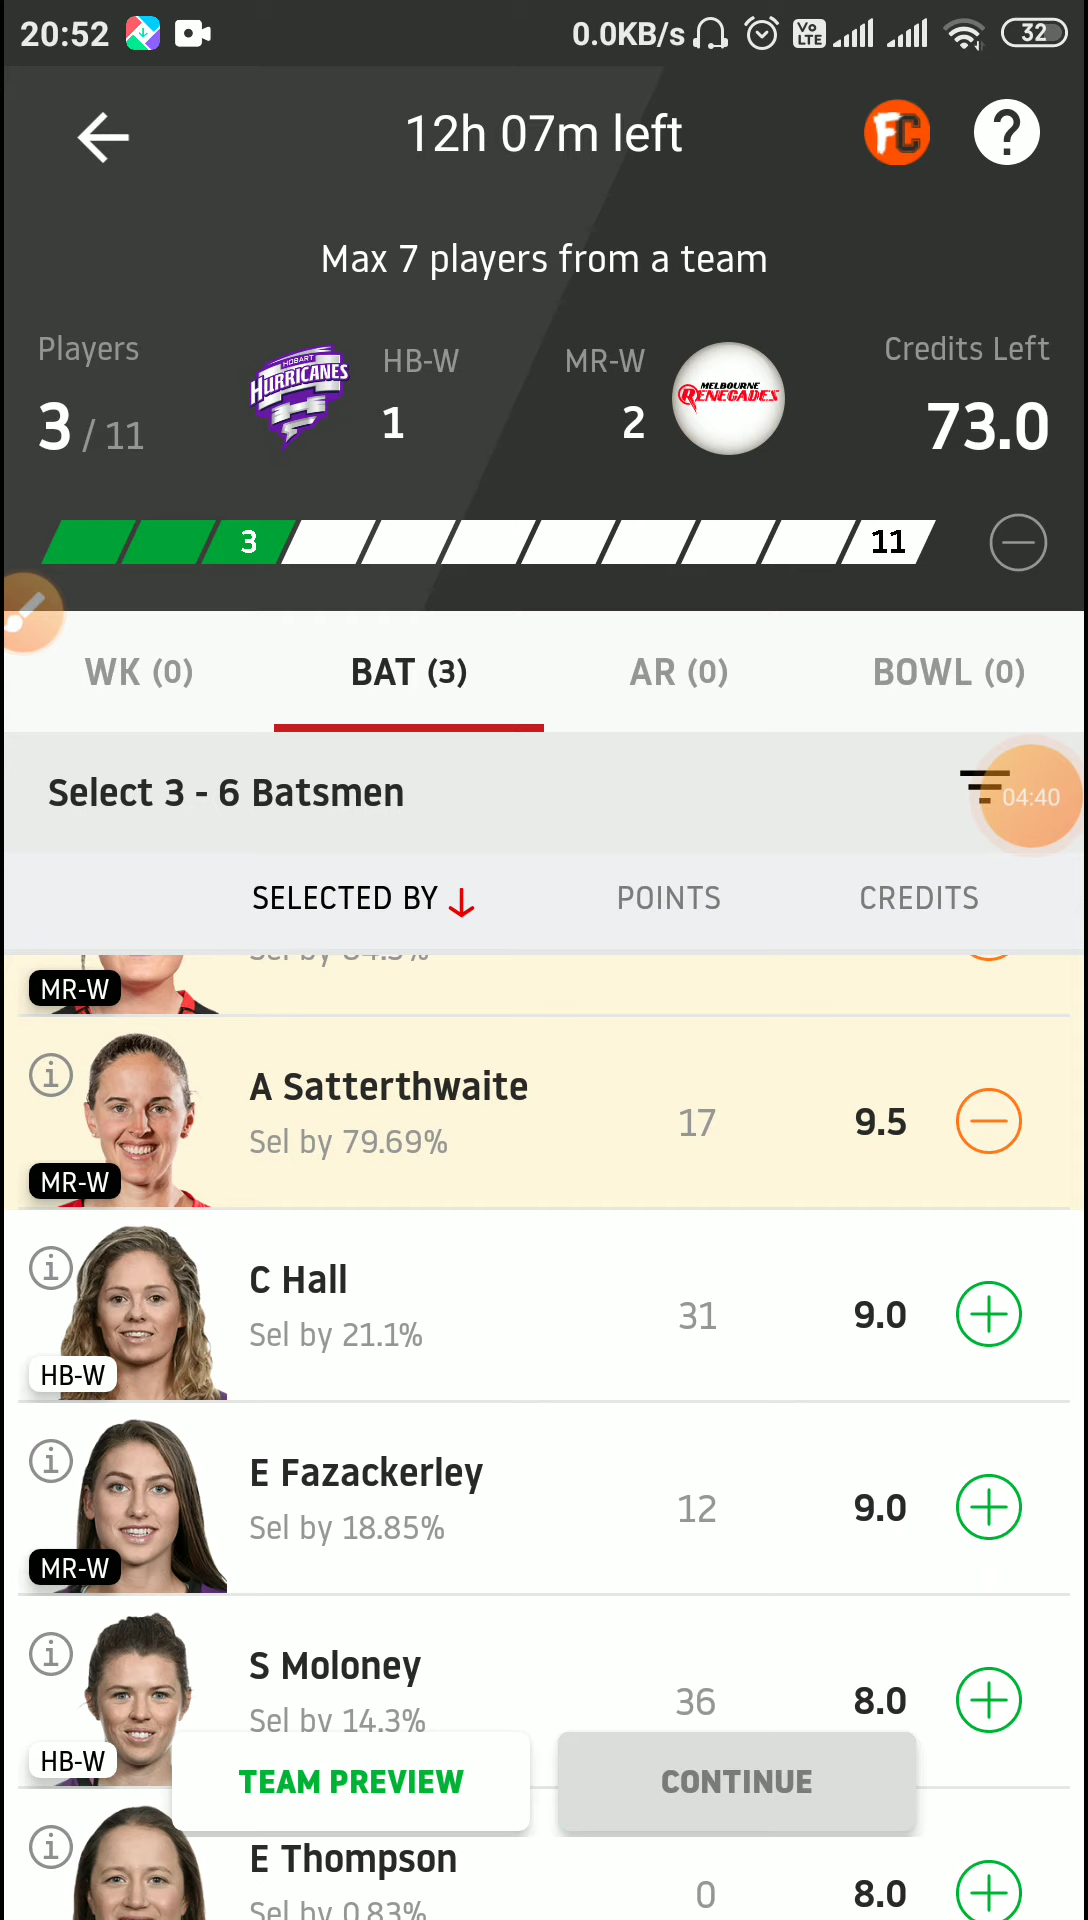 20:52 0.0KB/s Vo LTE 32
12h 07m left FC ?
Max 7 players from a team
Players HB-W MR-W Credits Left
HOBART HURRICANES
MELBOURNE RENEGADES
3 / 11 1 2 73.0
3 11
WK (0) BAT (3) AR (0) BOWL (0)
Select 3 - 6 Batsmen
04:40
SELECTED BY POINTS CREDITS
MR-W
A Satterthwaite
Sel by 79.69% 17 9.5
MR-W
C Hall
Sel by 21.1% 31 9.0
HB-W
E Fazackerley
Sel by 18.85% 12 9.0
MR-W
S Moloney
Sel by 14.3% 36 8.0
HB-W
TEAM PREVIEW CONTINUE
E Thompson
Sel by 0.83% 0 8.0